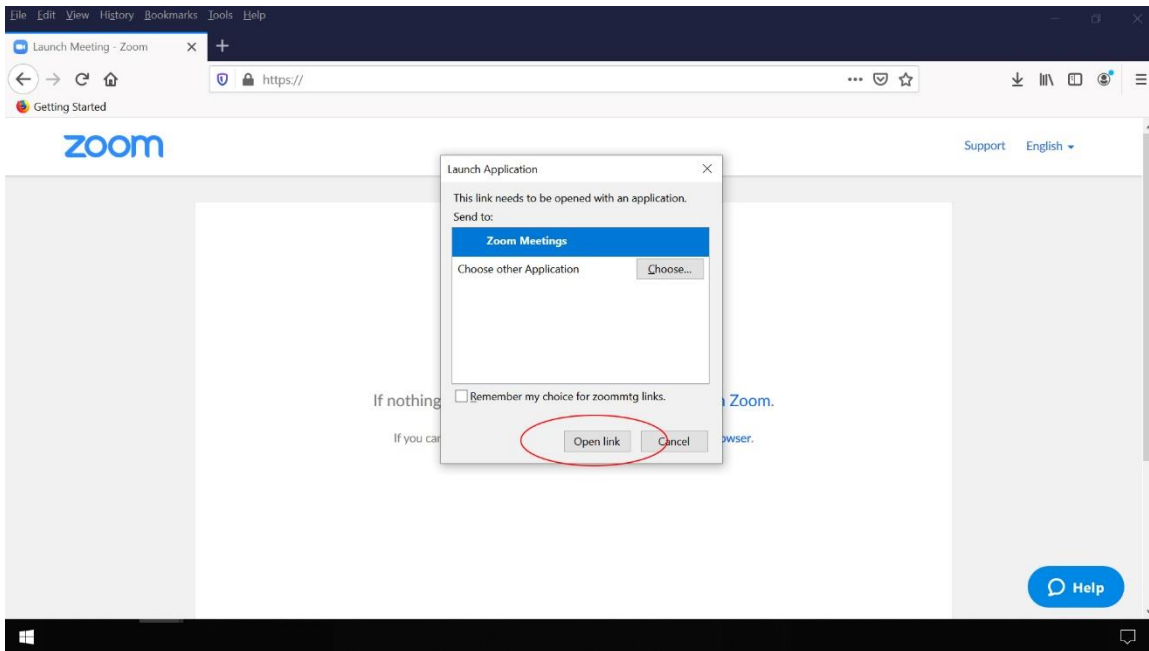 File Edit View History Bookmarks Tools Help
Launch Meeting - Zoom
https://
Getting Started
zoom
Support English
Launch Application
This link needs to be opened with an application.
Send to:
Zoom Meetings
Choose other Application Choose...
Remember my choice for zoommtg links.
If nothing Zoom.
Open link Cancel
If you
Help